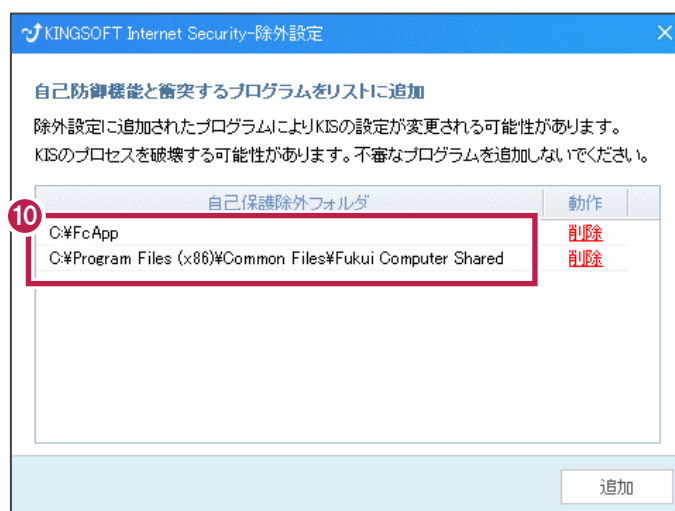 KINGSOFT Internet Security-除外設定
自己防御機能と衝突するプログラムをリストに追加
除外設定に追加されたプログラムによりKISの設定が変更される可能性があります。
KISのプロセスを破壊する可能性があります。不審なプログラムを追加しないでください。
自己保護除外フォルダ 動作
10
C:¥FcApp 削除
C:¥Program Files (x86)¥Common Files¥Fukui Computer Shared 削除
追加